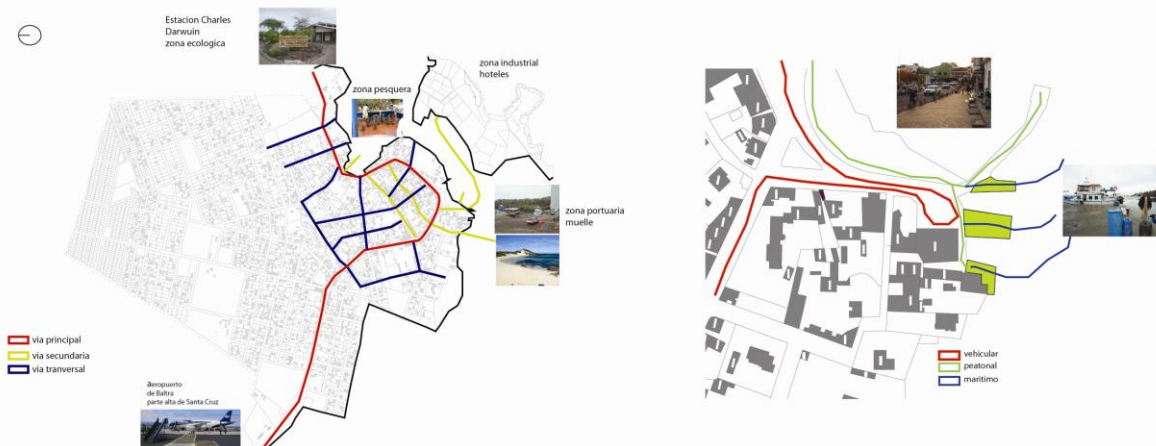 Estacion Charles
Darwuin
zona ecologica
zona pesquera
zona industrial
hoteles
zona portuaria
muelle
via principal
via secundaria
via tranversal
Aeropuerto
de Baltra
parte alta de Santa Cruz
vehicular
peatonal
maritimo